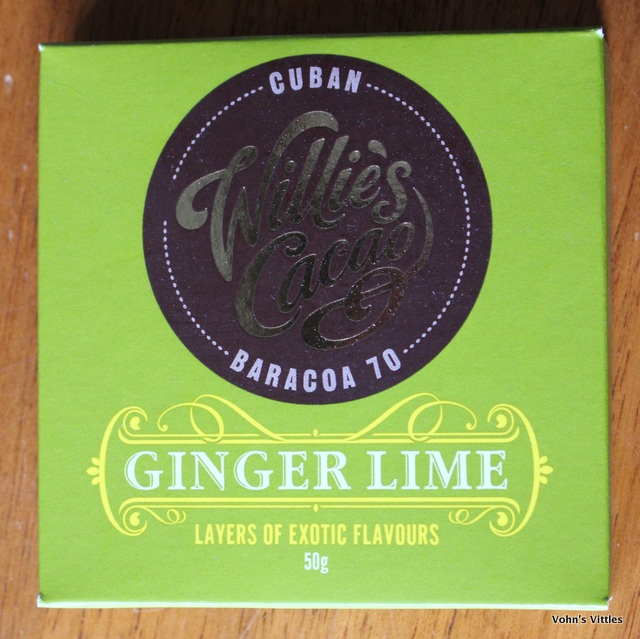 CUBAN
Willie's
Cacao
BARACOA 70
GINGER LIME
LAYERS OF EXOTIC FLAVOURS
50g
Vohn's Vittles